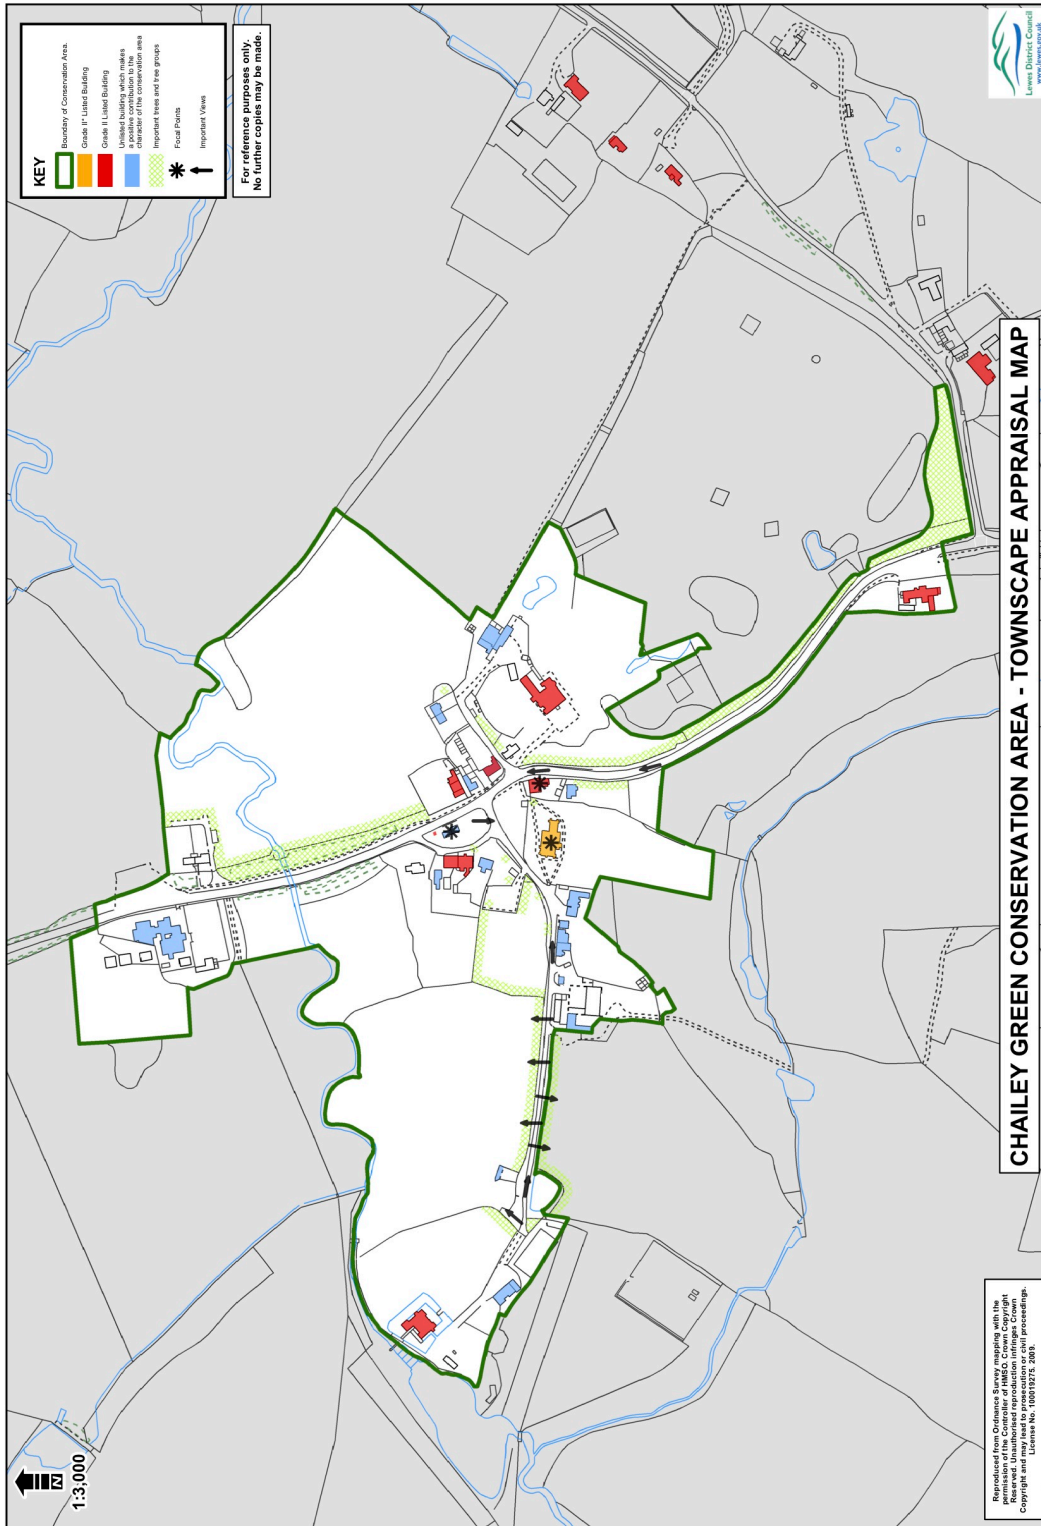 KEY
Boundary of Conservation Area.
Grade II* Listed Building
Grade II Listed Building
Unlisted building which makes
a positive contribution to the
character of the conservation area
Important trees and tree groups
Focal Points
Important Views
For reference purposes only.
No further copies may be made.
Lewes District Council
www.lewes.gov.uk
N
1:3,000
CHAILEY GREEN CONSERVATION AREA - TOWNSCAPE APPRAISAL MAP
Reproduced from Ordnance Survey mapping with the
permission of the Controller of HMSO. Crown Copyright
Reserved. Unauthorised reproduction infringes Crown
Copyright and may lead to prosecution or civil proceedings.
License No. 100019275. 2009.